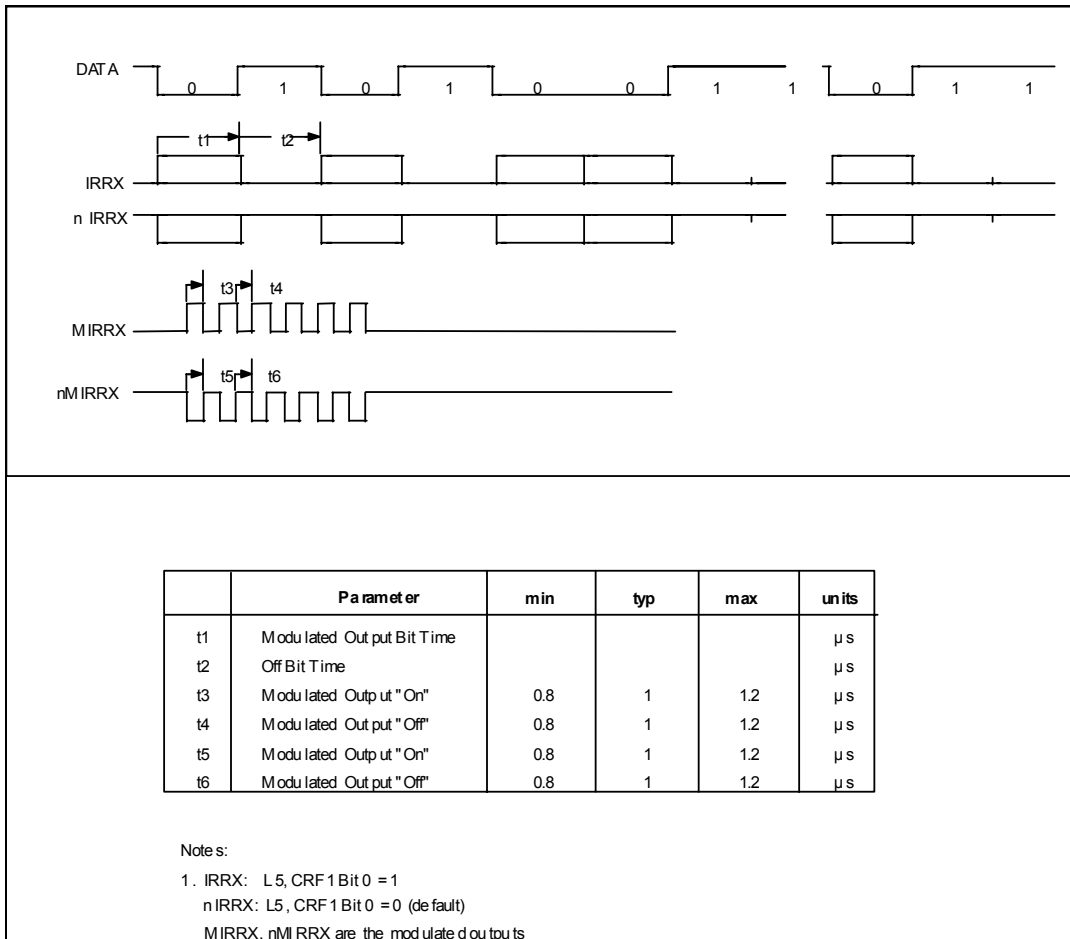 DATA
0 1 0 1 0 0 1 1 0 1 1
t1 t2
IRRX
n IRRX
t3 t4
MIRRX
t5 t6
nMIRRX
Parameter min typ max units
t1 Modulated Output Bit Time µs
t2 Off Bit Time µs
t3 Modulated Output "On" 0.8 1 1.2 µs
t4 Modulated Output "Off" 0.8 1 1.2 µs
t5 Modulated Output "On" 0.8 1 1.2 µs
t6 Modulated Output "Off" 0.8 1 1.2 µs
Notes:
1. IRRX: L5, CRF1 Bit 0 = 1
nIRRX: L5, CRF1 Bit 0 = 0 (default)
MIRRX, nMIRRX are the modulated outputs